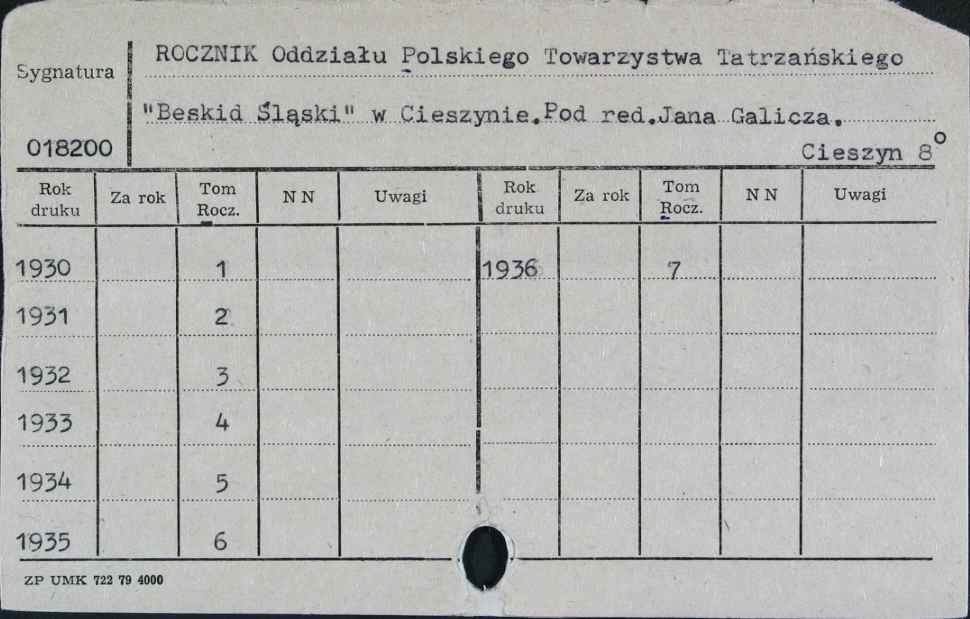 Sygnatura
018200
ROCZNIK Oddziału Polskiego Towarzystwa Tatrzańskiego
"Beskid Śląski" w Cieszynie.Pod red.Jana Galicza.
Cieszyn 8°
Rok druku Za rok Tom Rocz. N N Uwagi Rok druku Za rok Tom Rocz. N N Uwagi
1930 1 1936 7
1931 2
1932 3
1933 4
1934 5
1935 6
ZP UMK 722 79 4000